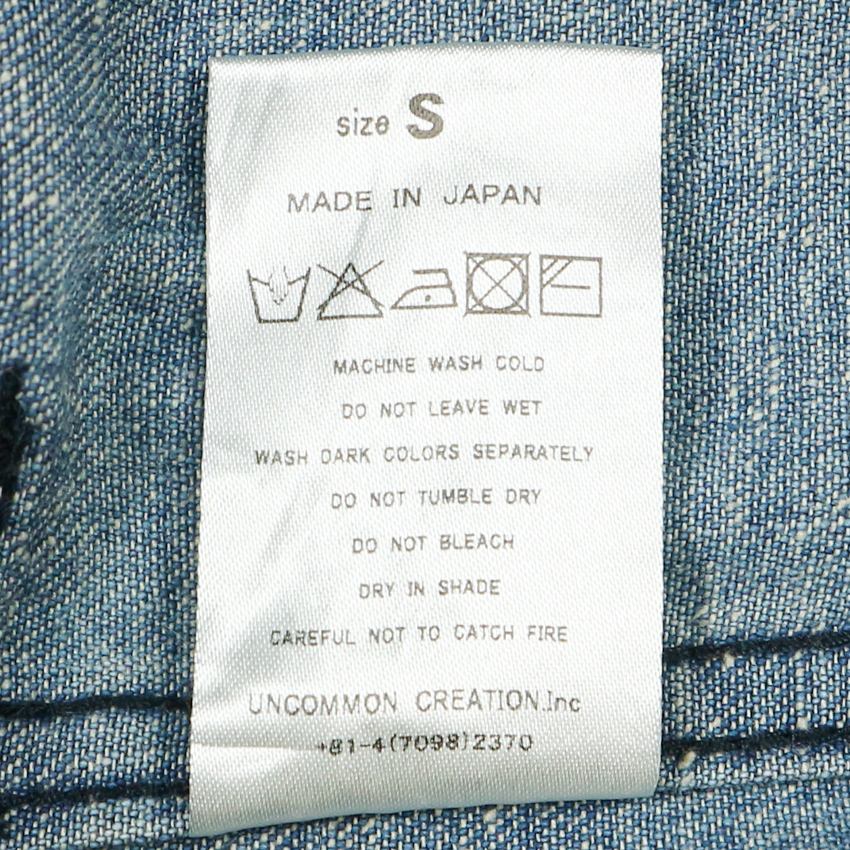 size S
MADE IN JAPAN
MACHINE WASH COLD
DO NOT LEAVE WET
WASH DARK COLORS SEPARATELY
DO NOT TUMBLE DRY
DO NOT BLEACH
DRY IN SHADE
CAREFUL NOT TO CATCH FIRE
UNCOMMON CREATION.Inc
+81-4(7098)2370